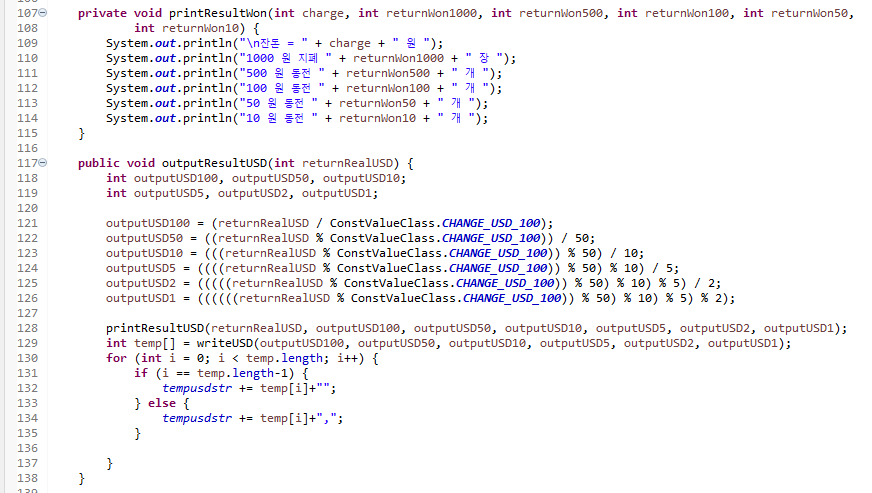 107 private void printResultWon(int charge, int returnWon1000, int returnWon500, int returnWon100, int returnWon50,
108 int returnWon10) {
109 System.out.println("\n잔돈 = " + charge + " 원 ");
110 System.out.println("1000 원 지폐 " + returnWon1000 + " 장 ");
111 System.out.println("500 원 동전 " + returnWon500 + " 개 ");
112 System.out.println("100 원 동전 " + returnWon100 + " 개 ");
113 System.out.println("50 원 동전 " + returnWon50 + " 개 ");
114 System.out.println("10 원 동전 " + returnWon10 + " 개 ");
115 }
116
117 public void outputResultUSD(int returnRealUSD) {
118 int outputUSD100, outputUSD50, outputUSD10;
119 int outputUSD5, outputUSD2, outputUSD1;
120
121 outputUSD100 = (returnRealUSD / ConstValueClass.CHANGE_USD_100);
122 outputUSD50 = ((returnRealUSD % ConstValueClass.CHANGE_USD_100)) / 50;
123 outputUSD10 = (((returnRealUSD % ConstValueClass.CHANGE_USD_100)) % 50) / 10;
124 outputUSD5 = ((((returnRealUSD % ConstValueClass.CHANGE_USD_100)) % 50) % 10) / 5;
125 outputUSD2 = (((((returnRealUSD % ConstValueClass.CHANGE_USD_100)) % 50) % 10) % 5) / 2;
126 outputUSD1 = ((((((returnRealUSD % ConstValueClass.CHANGE_USD_100)) % 50) % 10) % 5) % 2);
127
128 printResultUSD(returnRealUSD, outputUSD100, outputUSD50, outputUSD10, outputUSD5, outputUSD2, outputUSD1);
129 int temp[] = writeUSD(outputUSD100, outputUSD50, outputUSD10, outputUSD5, outputUSD2, outputUSD1);
130 for (int i = 0; i < temp.length; i++) {
131 if (i == temp.length-1) {
132 tempusdstr += temp[i]+"";
133 } else {
134 tempusdstr += temp[i]+",";
135 }
136
137 }
138 }